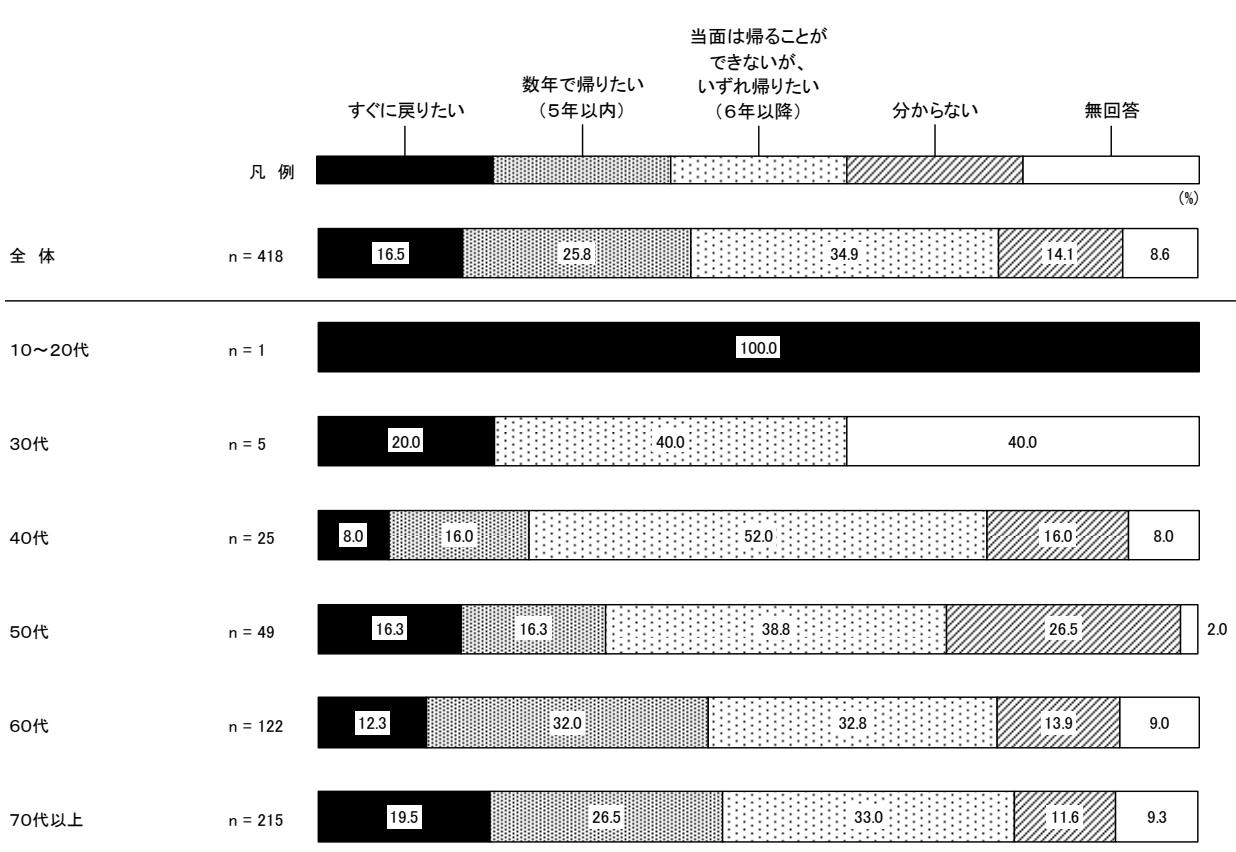 当面は帰ることが
できないが、
いずれ帰りたい
(6年以降)
数年で帰りたい
(5年以内)
すぐに戻りたい
分からない
無回答
凡 例
(%)
全 体 n = 418 16.5 25.8 34.9 14.1 8.6
10～20代 n = 1 100.0
30代 n = 5 20.0 40.0 40.0
40代 n = 25 8.0 16.0 52.0 16.0 8.0
50代 n = 49 16.3 16.3 38.8 26.5 2.0
60代 n = 122 12.3 32.0 32.8 13.9 9.0
70代以上 n = 215 19.5 26.5 33.0 11.6 9.3